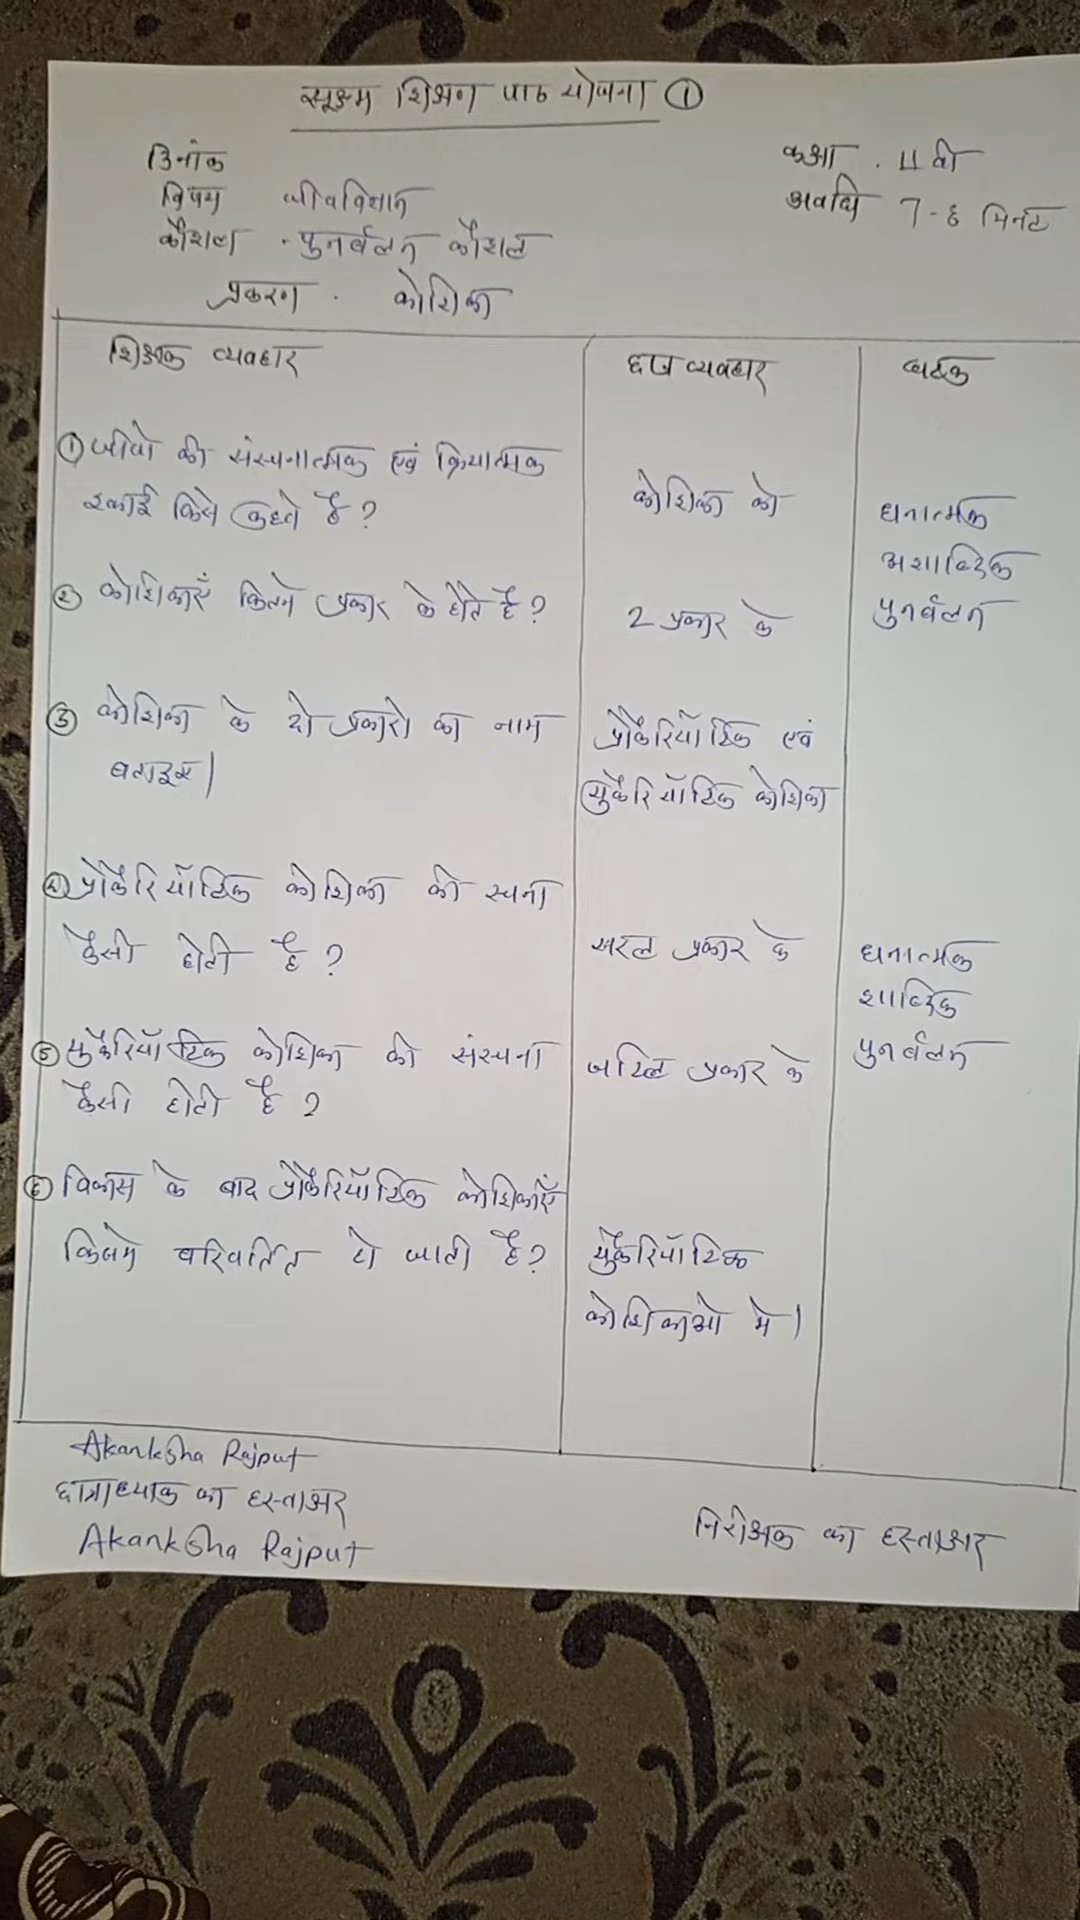 सूक्ष्म शिक्षण पाठ योजना ①
दिनांक
कक्षा . 11 वी
विषय जीवविज्ञान
अवधि 7-8 मिनट
कौशल - पुनर्बलन कौशल
प्रकरण . कोशिका
शिक्षक व्यवहार
छात्र व्यवहार
घटक
① जीवो की संरचनात्मक एवं क्रियात्मक
इकाई किसे कहते है ?
कोशिका को
धनात्मक
अशाब्दिक
पुनर्बलन
② कोशिकाएँ कितने प्रकार के होते है ?
2 प्रकार के
③ कोशिका के दो प्रकारो का नाम
बताइए।
प्रोकैरियॉटिक एवं
युकैरियॉटिक कोशिका
④ प्रोकैरियॉटिक कोशिका की रचना
कैसी होती है ?
सरल प्रकार के
धनात्मक
शाब्दिक
पुनर्बलन
⑤ युकैरियॉटिक कोशिका की संरचना
कैसी होती है ?
जटिल प्रकार के
⑥ विकास के बाद प्रोकैरियॉटिक कोशिकाएँ
किसमे परिवर्तित हो जाती है ?
युकैरियॉटिक
कोशिकाओ मे।
Akanksha Rajput
छात्राध्यापक का हस्ताक्षर
Akanksha Rajput
निरीक्षक का हस्ताक्षर